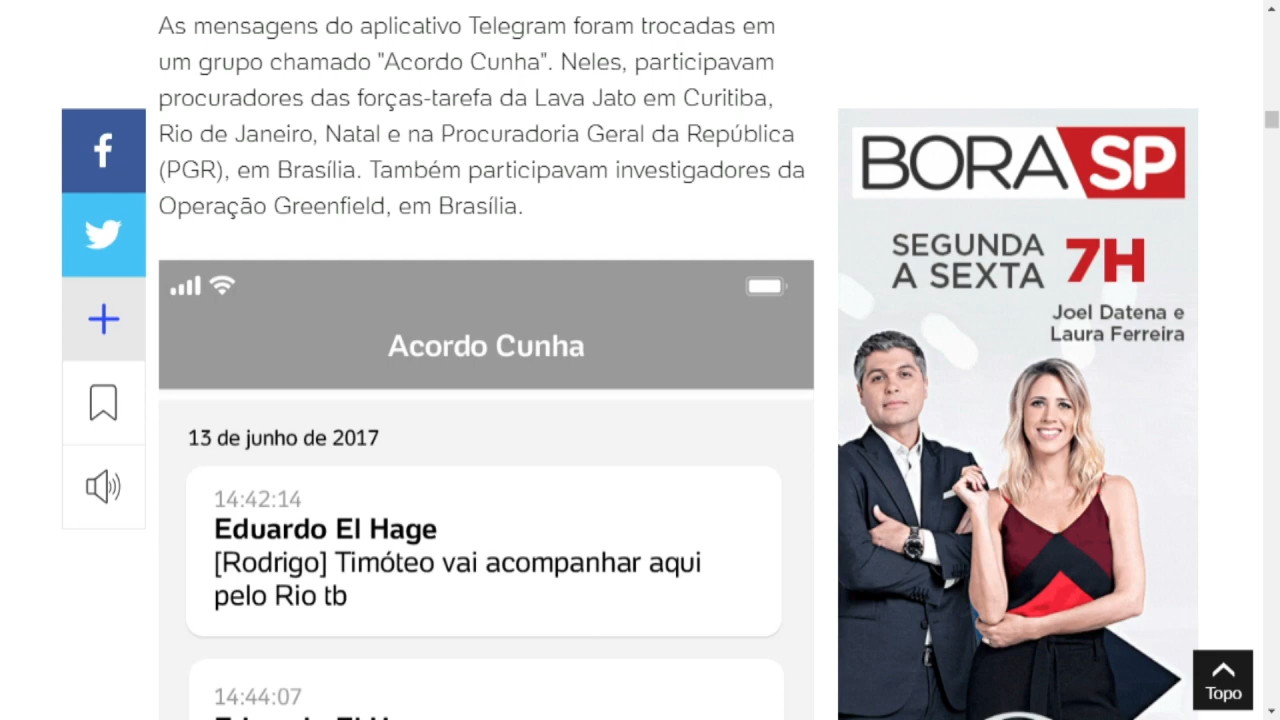 As mensagens do aplicativo Telegram foram trocadas em
um grupo chamado "Acordo Cunha". Neles, participavam
procuradores das forças-tarefa da Lava Jato em Curitiba,
Rio de Janeiro, Natal e na Procuradoria Geral da República
(PGR), em Brasília. Também participavam investigadores da
Operação Greenfield, em Brasília.
Acordo Cunha
13 de junho de 2017
14:42:14
Eduardo El Hage
[Rodrigo] Timóteo vai acompanhar aqui
pelo Rio tb
14:44:07
BORA SP
SEGUNDA
A SEXTA 7H
Joel Datena e
Laura Ferreira
Topo